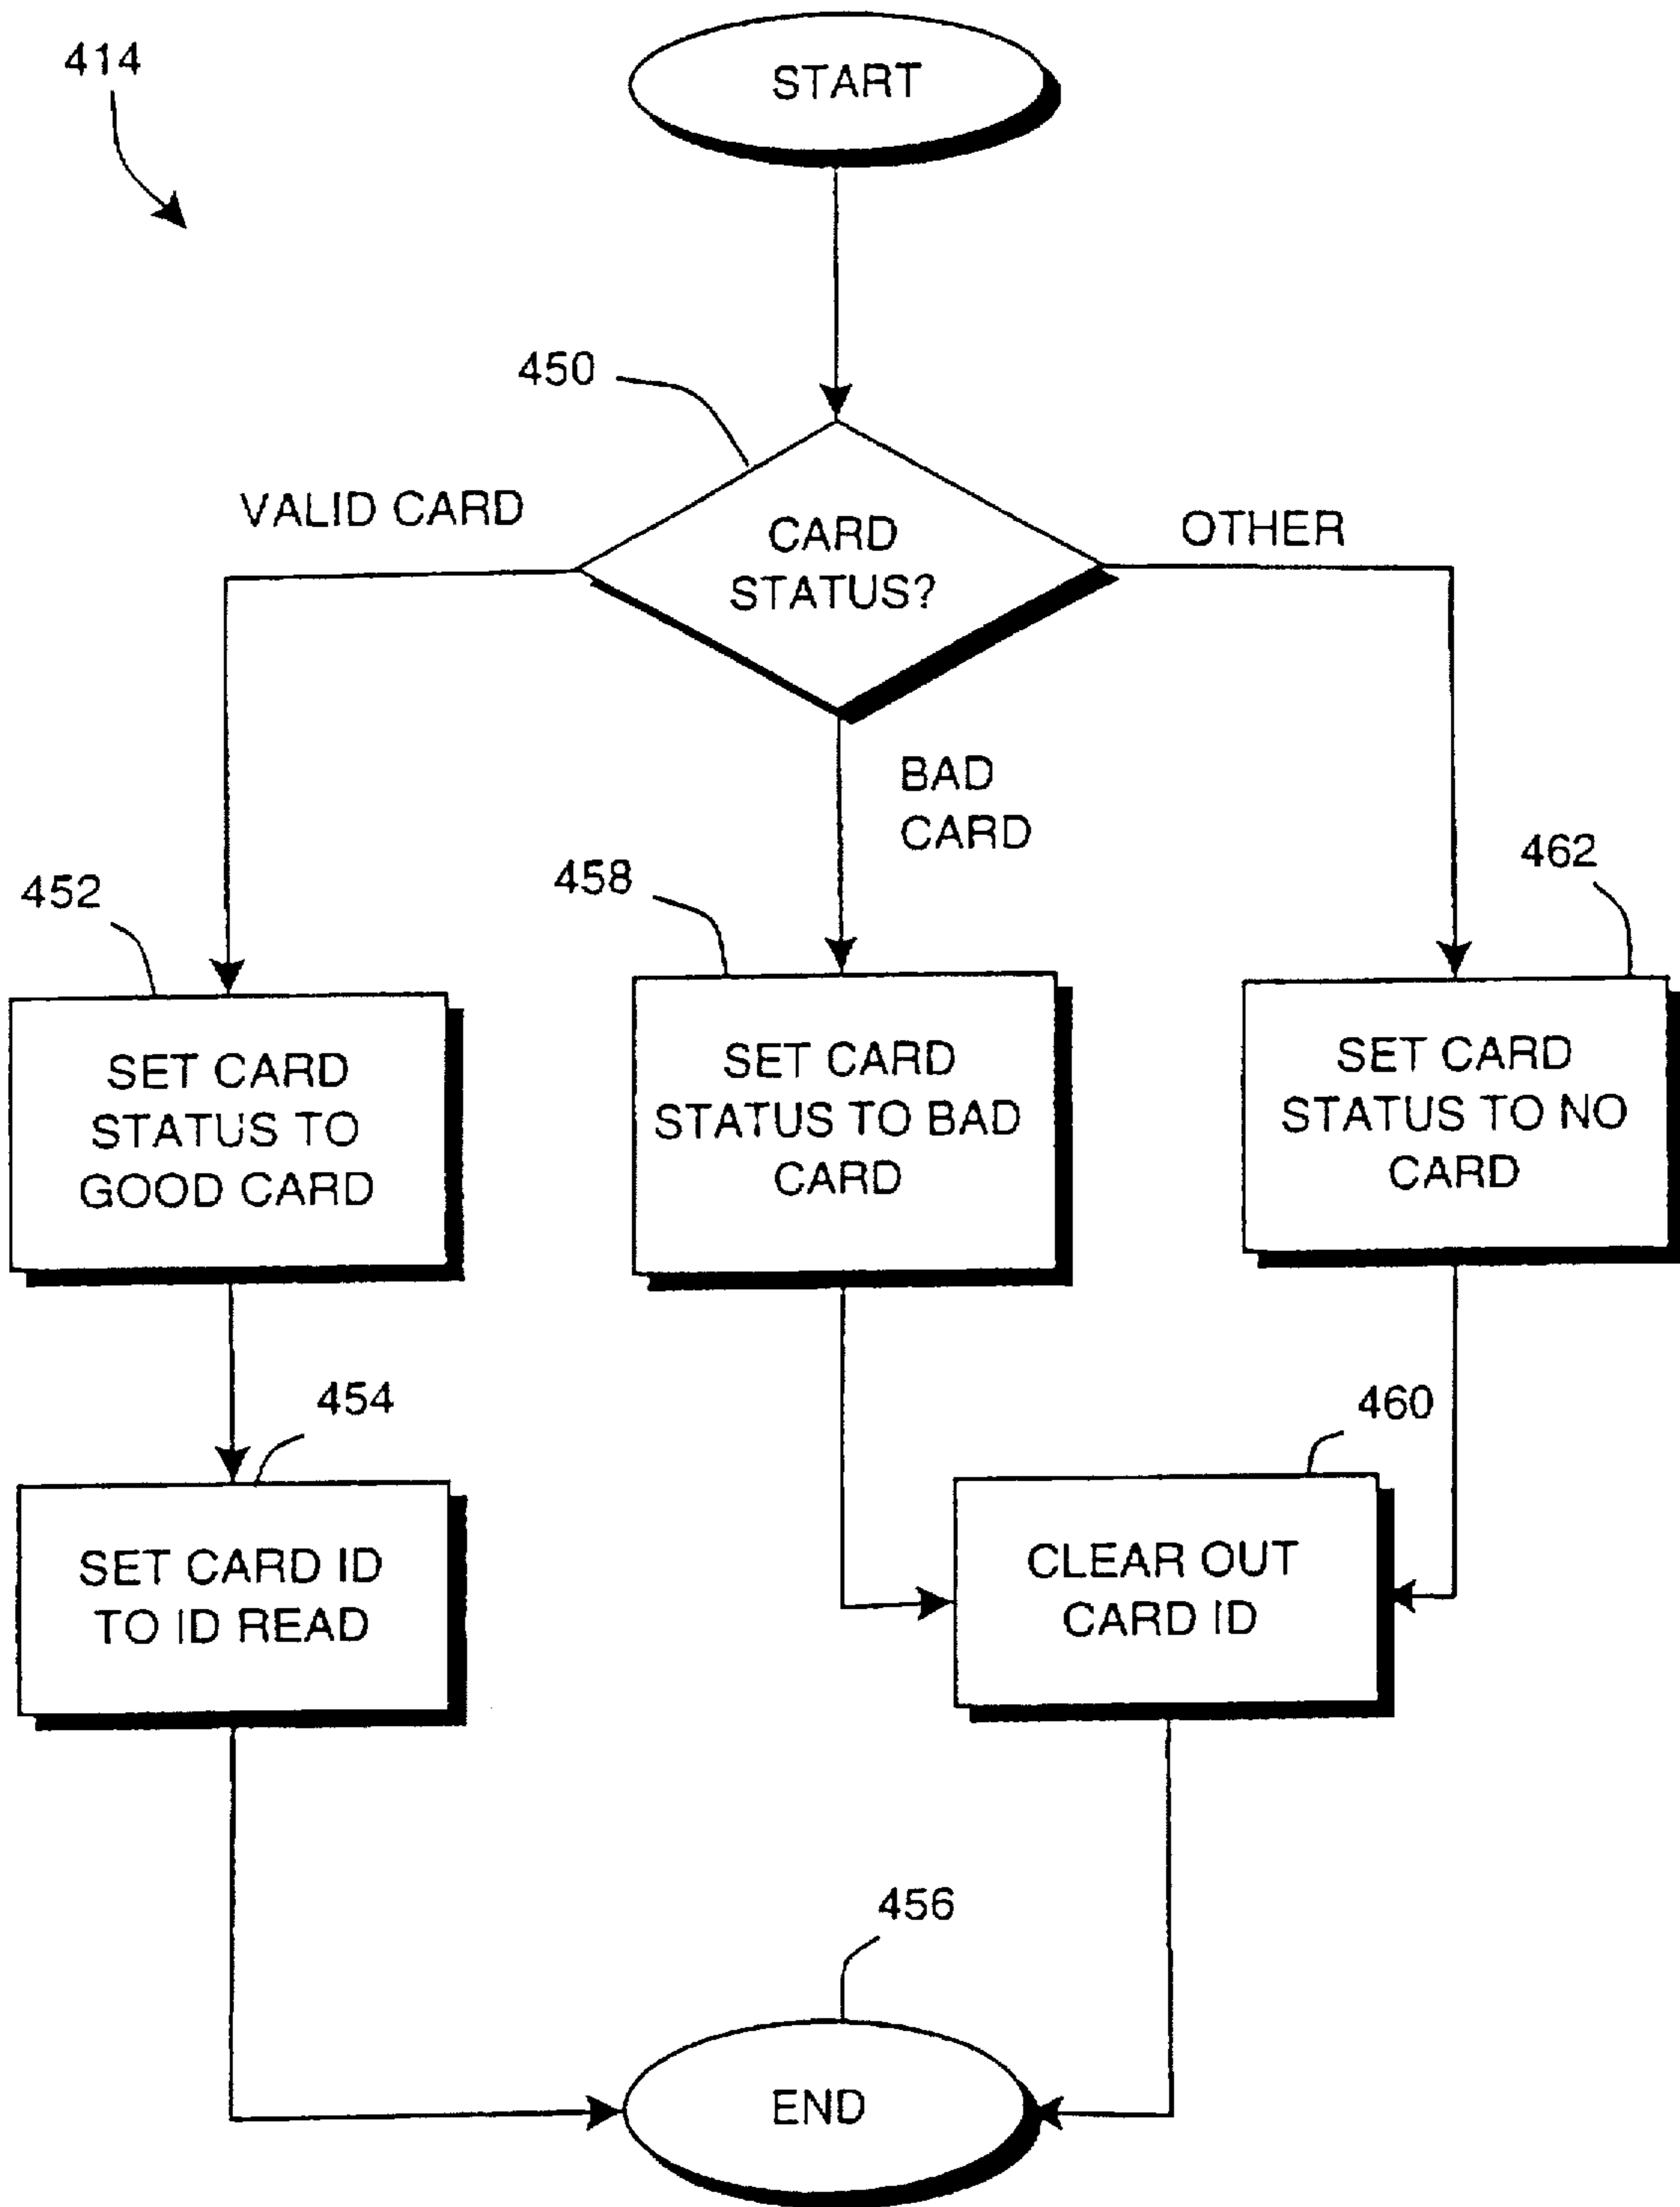 414
START
450
VALID CARD
CARD
STATUS?
OTHER
BAD
CARD
452
458
462
SET CARD
STATUS TO
GOOD CARD
SET CARD
STATUS TO BAD
CARD
SET CARD
STATUS TO NO
CARD
454
460
SET CARD ID
TO ID READ
CLEAR OUT
CARD ID
456
END